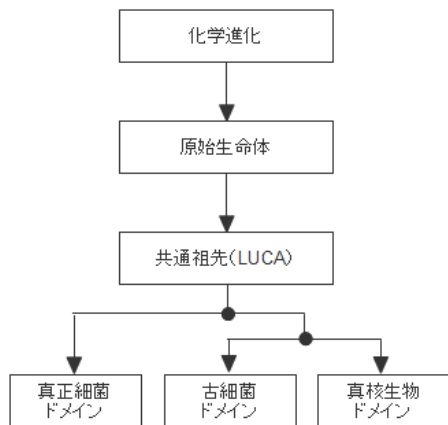 化学進化
原始生命体
共通祖先(LUCA)
真正細菌
ドメイン
古細菌
ドメイン
真核生物
ドメイン